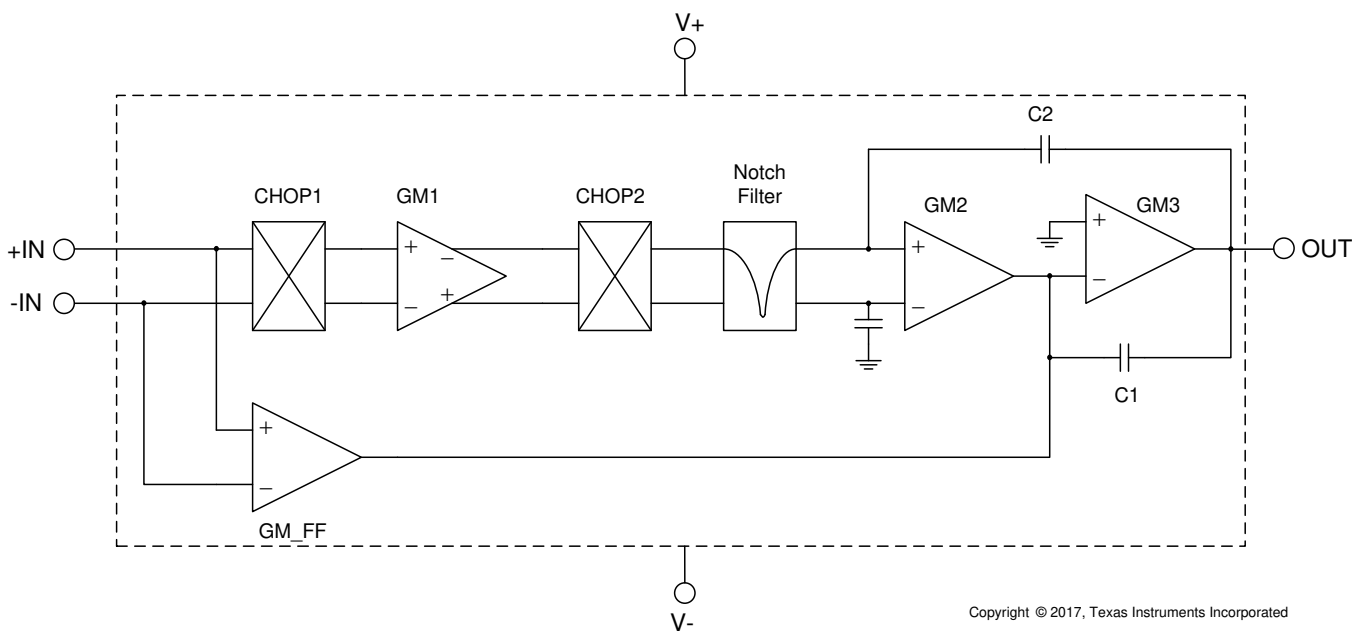 V+
C2
Notch
Filter
CHOP1
GM1
CHOP2
GM2
GM3
+IN
-IN
OUT
+
−
−
+
+
−
+
−
C1
+
−
GM_FF
V-
Copyright © 2017, Texas Instruments Incorporated